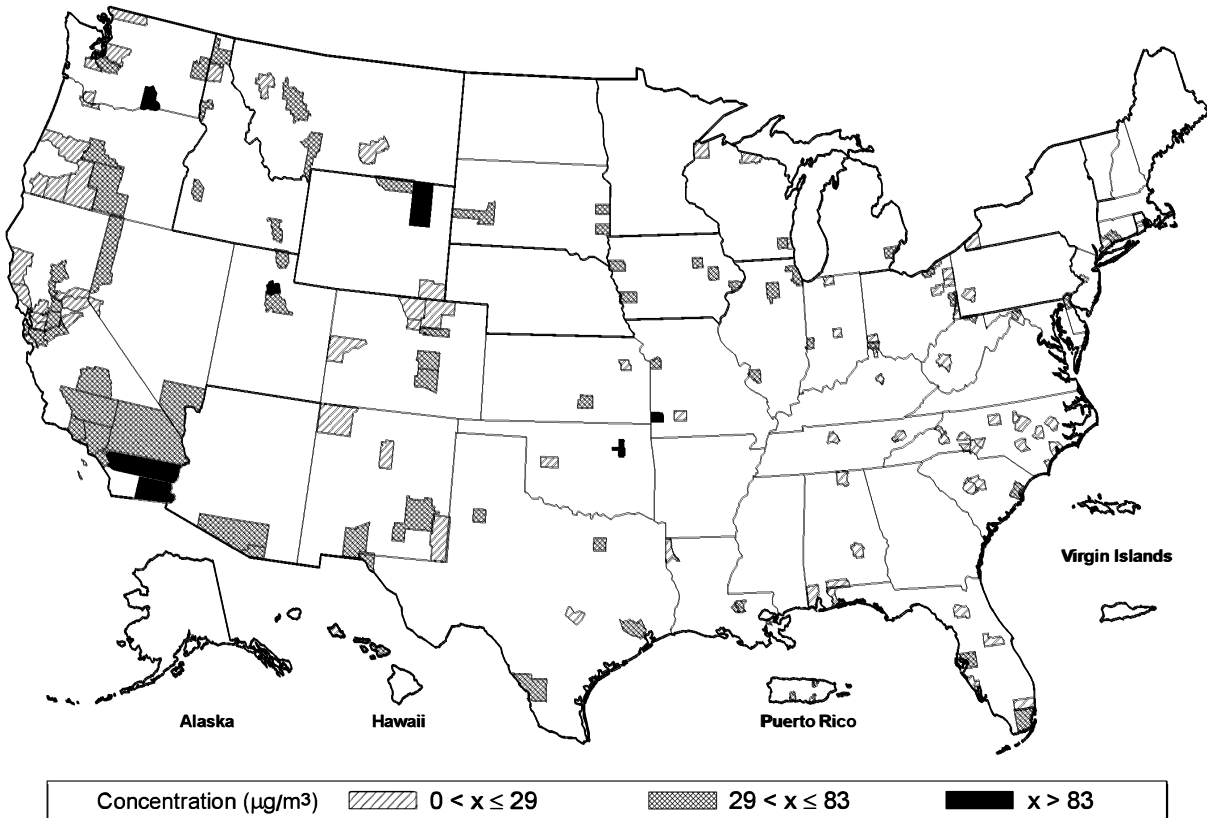 Virgin Islands
Alaska
Hawaii
Puerto Rico
Concentration (µg/m³) 0 < x ≤ 29 29 < x ≤ 83 x > 83